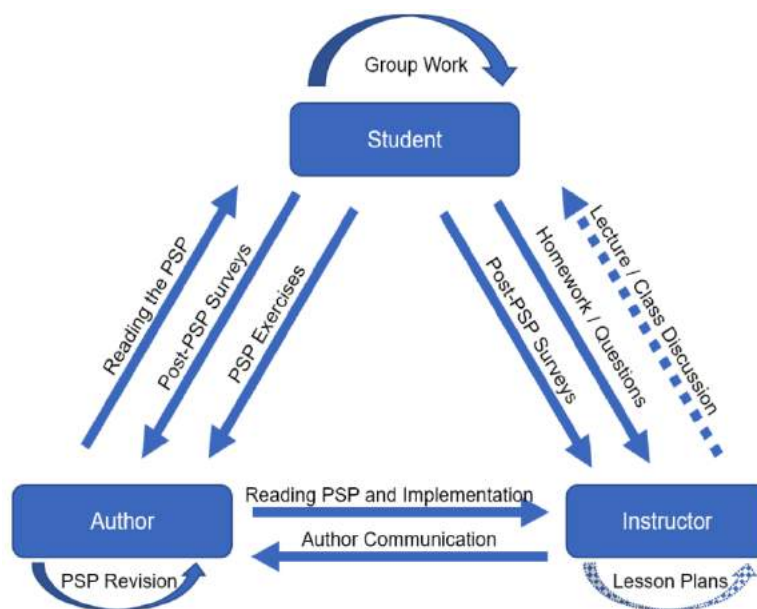 Group Work
Student
Reading the PSP
Post-PSP Surveys
PSP Exercises
Post-PSP Surveys
Homework / Questions
Lecture / Class Discussion
Author
Reading PSP and Implementation
Instructor
Author Communication
PSP Revision
Lesson Plans